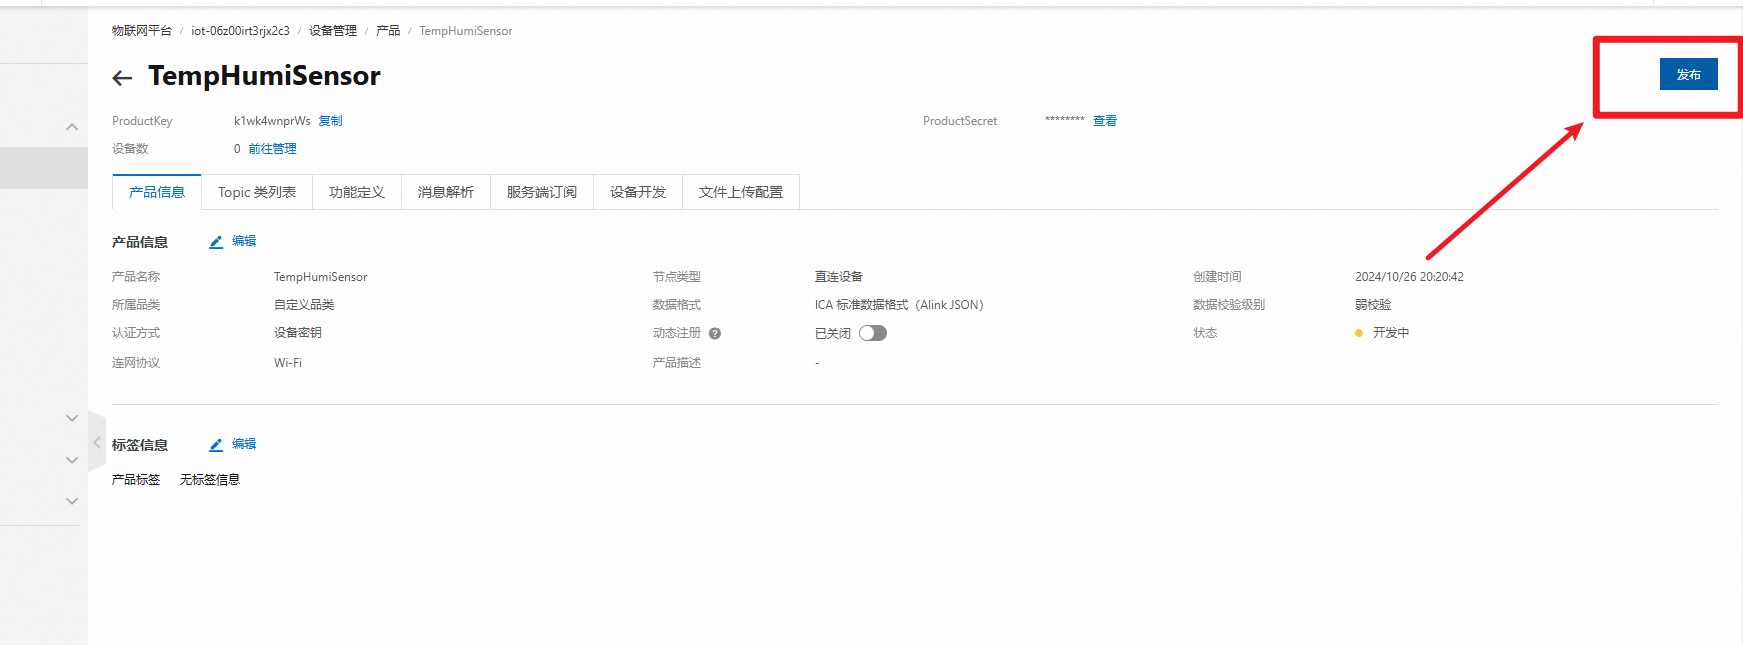 物联网平台 / iot-06z00irt3rjx2c3 / 设备管理 / 产品 / TempHumiSensor
← TempHumiSensor
发布
ProductKey k1wk4wnprWs 复制 ProductSecret ******** 查看
设备数 0 前往管理
产品信息 Topic 类列表 功能定义 消息解析 服务端订阅 设备开发 文件上传配置
产品信息 编辑
产品名称 TempHumiSensor 节点类型 直连设备 创建时间 2024/10/26 20:20:42
所属品类 自定义品类 数据格式 ICA 标准数据格式（Alink JSON） 数据校验级别 弱校验
认证方式 设备密钥 动态注册 ? 已关闭 状态 开发中
连网协议 Wi-Fi 产品描述 -
标签信息 编辑
产品标签 无标签信息